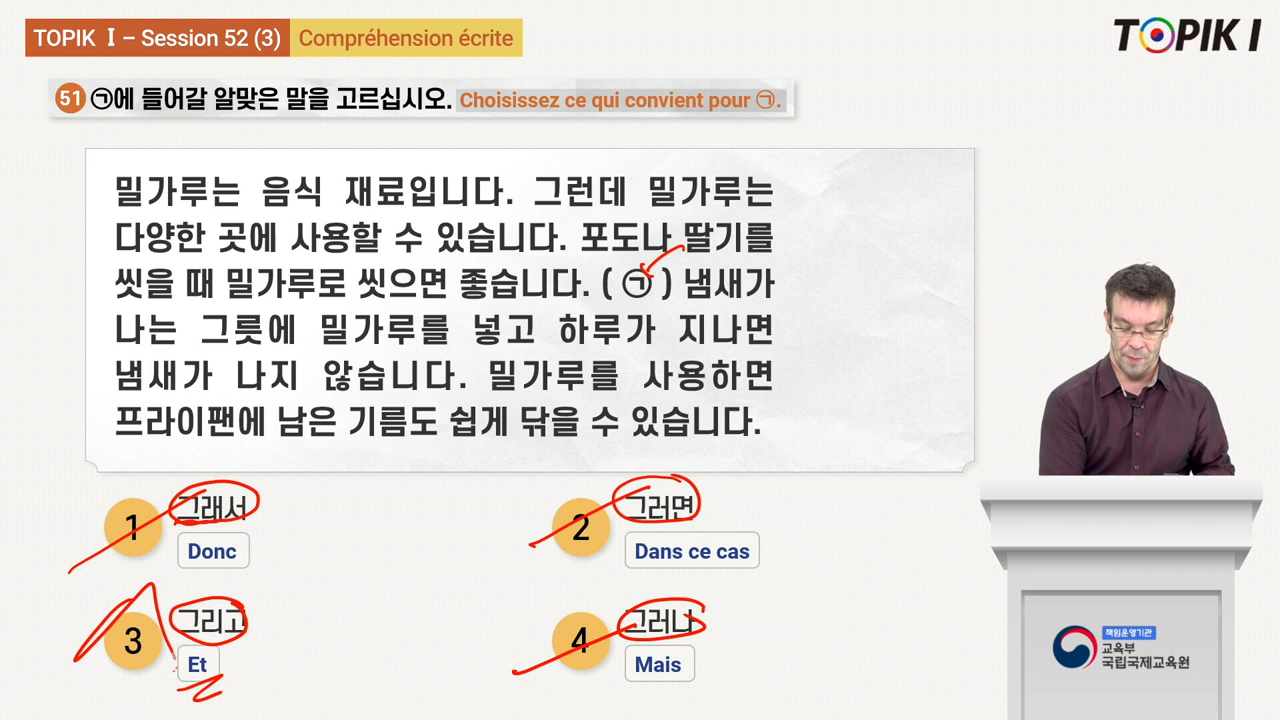 TOPIK Ⅰ – Session 52 (3) Compréhension écrite
TOPIK I
51 ㉠에 들어갈 알맞은 말을 고르십시오. Choisissez ce qui convient pour ㉠.
밀가루는 음식 재료입니다. 그런데 밀가루는
다양한 곳에 사용할 수 있습니다. 포도나 딸기를
씻을 때 밀가루로 씻으면 좋습니다. ( ㉠ ) 냄새가
나는 그릇에 밀가루를 넣고 하루가 지나면
냄새가 나지 않습니다. 밀가루를 사용하면
프라이팬에 남은 기름도 쉽게 닦을 수 있습니다.
1 그래서
Donc
2 그러면
Dans ce cas
3 그리고
Et
4 그러나
Mais
책임운영기관
교육부
국립국제교육원